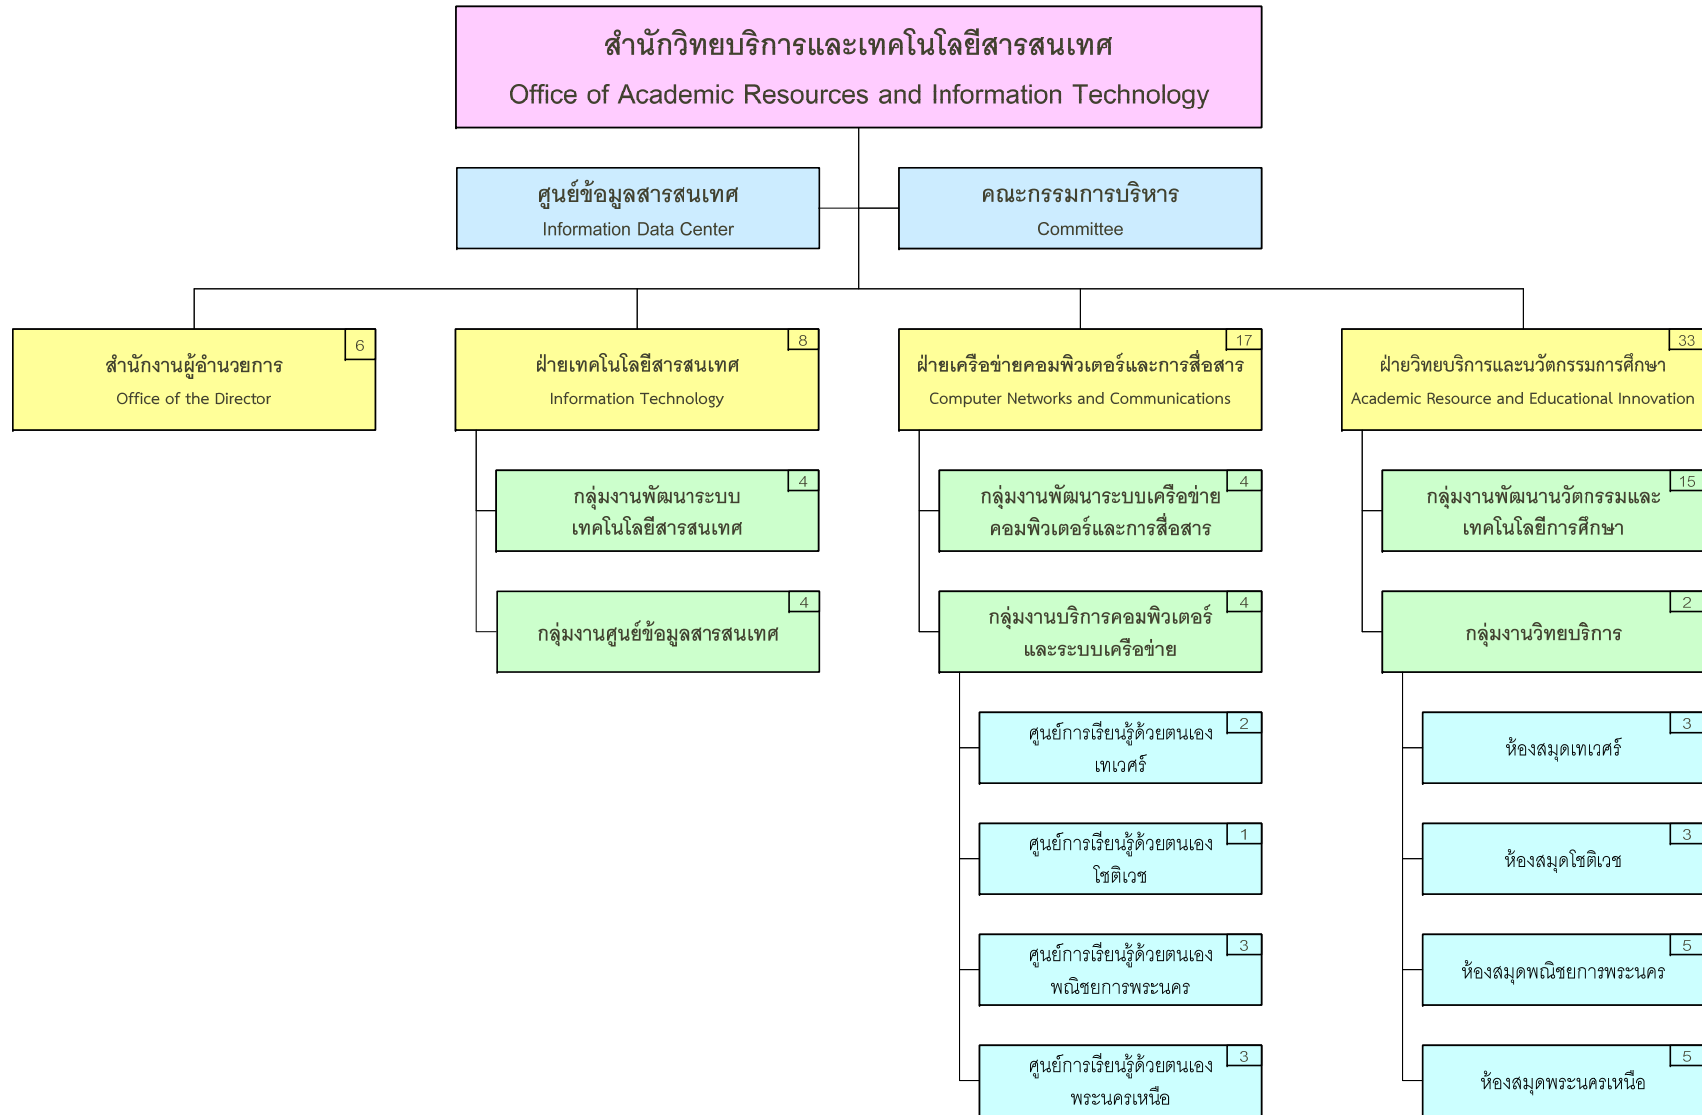 สำนักวิทยบริการและเทคโนโลยีสารสนเทศ
Office of Academic Resources and Information Technology
ศูนย์ข้อมูลสารสนเทศ
Information Data Center
คณะกรรมการบริหาร
Committee
6
สำนักงานผู้อำนวยการ
Office of the Director
8
ฝ่ายเทคโนโลยีสารสนเทศ
Information Technology
17
ฝ่ายเครือข่ายคอมพิวเตอร์และการสื่อสาร
Computer Networks and Communications
33
ฝ่ายวิทยบริการและนวัตกรรมการศึกษา
Academic Resource and Educational Innovation
4
กลุ่มงานพัฒนาระบบ
เทคโนโลยีสารสนเทศ
4
กลุ่มงานศูนย์ข้อมูลสารสนเทศ
4
กลุ่มงานพัฒนาระบบเครือข่าย
คอมพิวเตอร์และการสื่อสาร
4
กลุ่มงานบริการคอมพิวเตอร์
และระบบเครือข่าย
2
ศูนย์การเรียนรู้ด้วยตนเอง
เทเวศร์
1
ศูนย์การเรียนรู้ด้วยตนเอง
โชติเวช
3
ศูนย์การเรียนรู้ด้วยตนเอง
พณิชยการพระนคร
3
ศูนย์การเรียนรู้ด้วยตนเอง
พระนครเหนือ
15
กลุ่มงานพัฒนานวัตกรรมและ
เทคโนโลยีการศึกษา
2
กลุ่มงานวิทยบริการ
3
ห้องสมุดเทเวศร์
3
ห้องสมุดโชติเวช
5
ห้องสมุดพณิชยการพระนคร
5
ห้องสมุดพระนครเหนือ